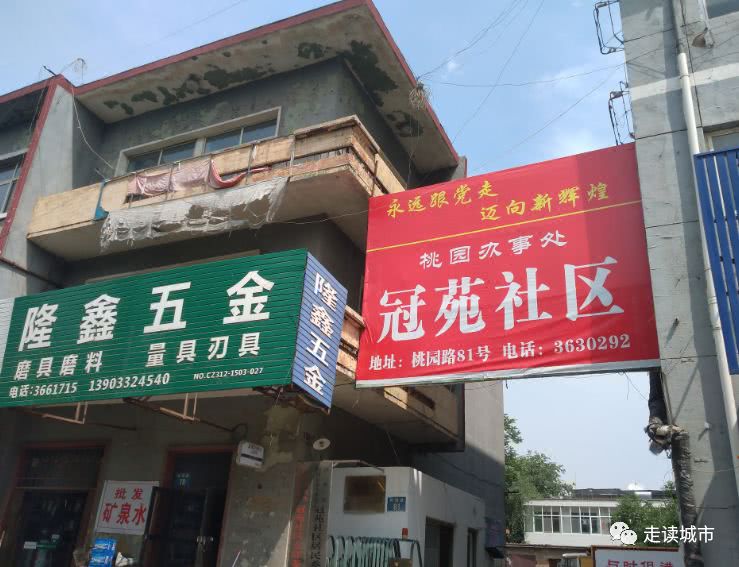 隆鑫五金
磨具磨料 量具刃具
电话:3661715 13903324540
NO.CZ312-1503-027
隆鑫五金
永远跟党走
迈向新辉煌
桃园办事处
冠苑社区
地址: 桃园路81号 电话: 3630292
批发
矿泉水
走读城市